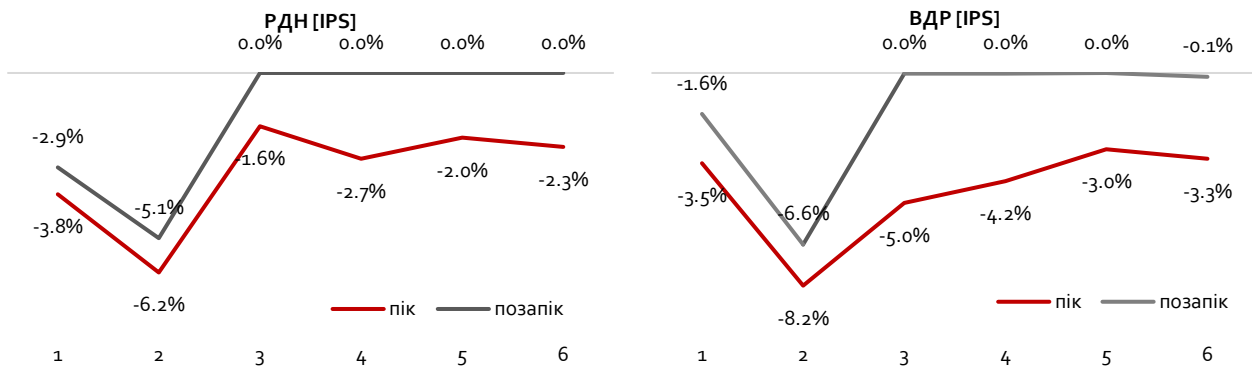 РДН [IPS]
0.0% 0.0% 0.0% 0.0%
-2.9%
-3.8%
-5.1%
-6.2%
-1.6%
-2.7%
-2.0%
-2.3%
пік позапік
1 2 3 4 5 6
ВДР [IPS]
0.0% 0.0% 0.0% -0.1%
-1.6%
-3.5%
-6.6%
-8.2%
-5.0%
-4.2%
-3.0%
-3.3%
пік позапік
1 2 3 4 5 6